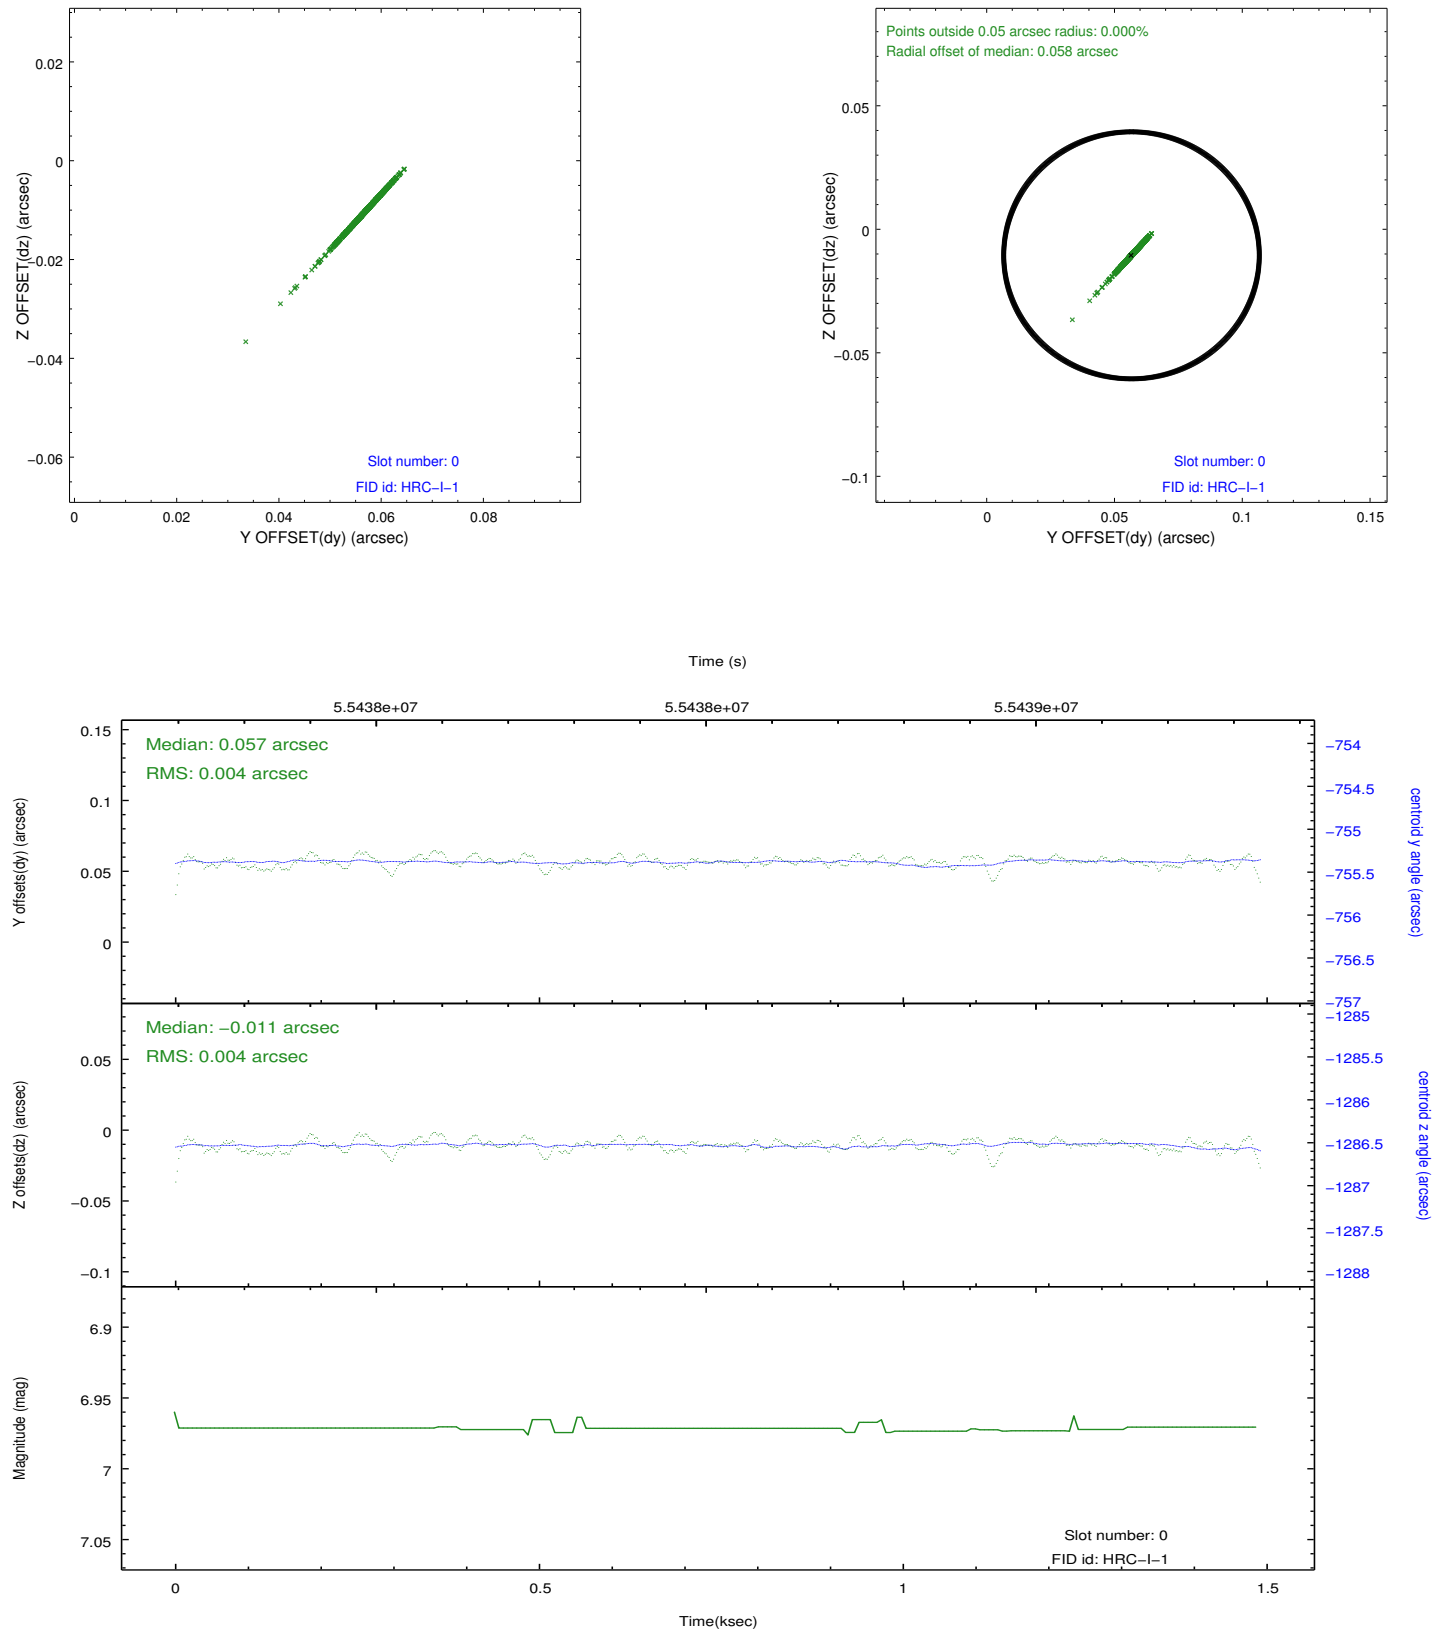 0.02
0
−0.02
−0.04
−0.06
Z OFFSET(dz) (arcsec)
Slot number: 0
FID id: HRC−I−1
0
0.02
0.04
0.06
0.08
Y OFFSET(dy) (arcsec)
Points outside 0.05 arcsec radius: 0.000%
Radial offset of median: 0.058 arcsec
0.05
0
−0.05
−0.1
Z OFFSET(dz) (arcsec)
Slot number: 0
FID id: HRC−I−1
0
0.05
0.1
0.15
Y OFFSET(dy) (arcsec)
Time (s)
5.5438e+07
5.5438e+07
5.5439e+07
Median: 0.057 arcsec
RMS: 0.004 arcsec
0.15
0.1
0.05
0
Y offsets(dy) (arcsec)
−754
−754.5
−755
−755.5
−756
−756.5
−757
centroid y angle (arcsec)
Median: −0.011 arcsec
RMS: 0.004 arcsec
0.05
0
−0.05
−0.1
Z offsets(dz) (arcsec)
−1285
−1285.5
−1286
−1286.5
−1287
−1287.5
−1288
centroid z angle (arcsec)
6.9
6.95
7
7.05
Magnitude (mag)
Slot number: 0
FID id: HRC−I−1
0
0.5
1
1.5
Time(ksec)